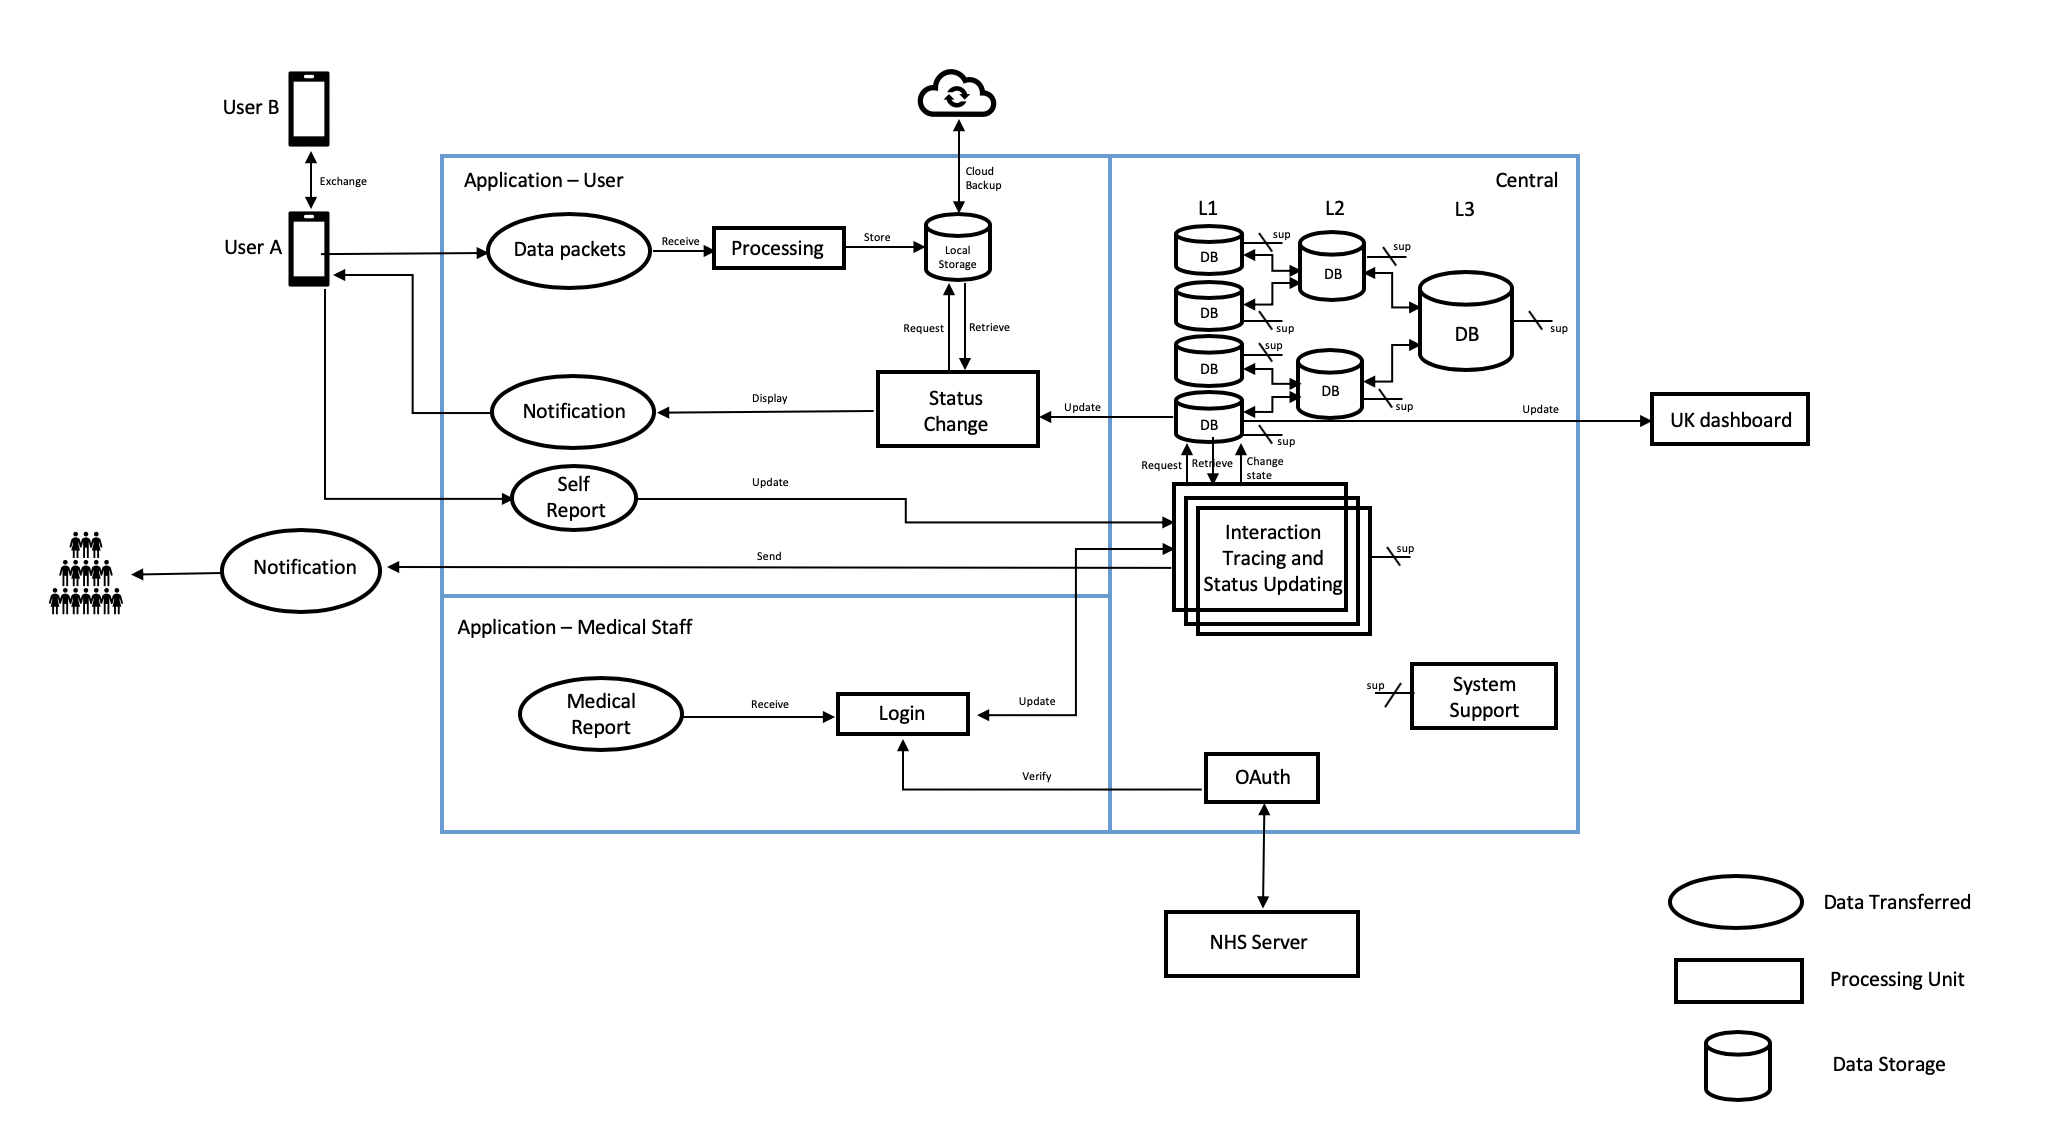 User B
Exchange
User A
Application – User
Cloud
Backup
Central
L1
L2
L3
Data packets
Receive
Processing
Store
Local
Storage
DB
sup
DB
sup
DB
sup
DB
sup
DB
sup
DB
sup
DB
sup
Request
Retrieve
Notification
Display
Status
Change
Update
Update
UK dashboard
Request
Retrieve
Change
state
Self
Report
Update
Interaction
Tracing and
Status Updating
sup
Notification
Send
Application – Medical Staff
Medical
Report
Receive
Login
Update
sup
System
Support
Verify
OAuth
NHS Server
Data Transferred
Processing Unit
Data Storage